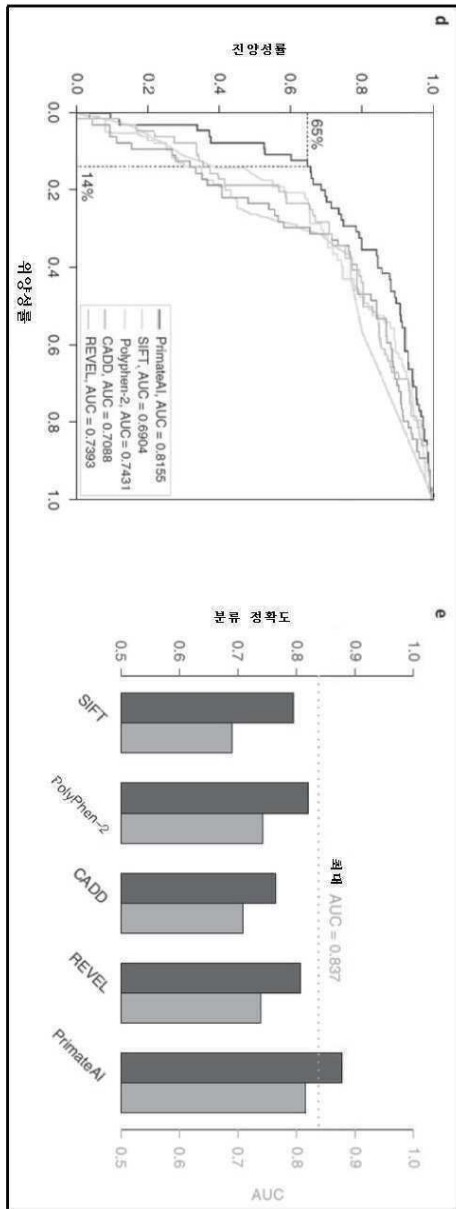 d
진양성률
1.0
0.8
0.6
0.4
0.2
0.0
65%
14%
PrimateAI, AUC = 0.8155
SIFT, AUC = 0.6904
Polyphen-2, AUC = 0.7431
CADD, AUC = 0.7088
REVEL, AUC = 0.7393
0.0
0.2
0.4
0.6
0.8
1.0
위양성률
e
분류 정확도
1.0
0.9
0.8
0.7
0.6
0.5
최대 AUC = 0.837
1.0
0.9
0.8
0.7
0.6
0.5
AUC
SIFT
PolyPhen-2
CADD
REVEL
PrimateAI